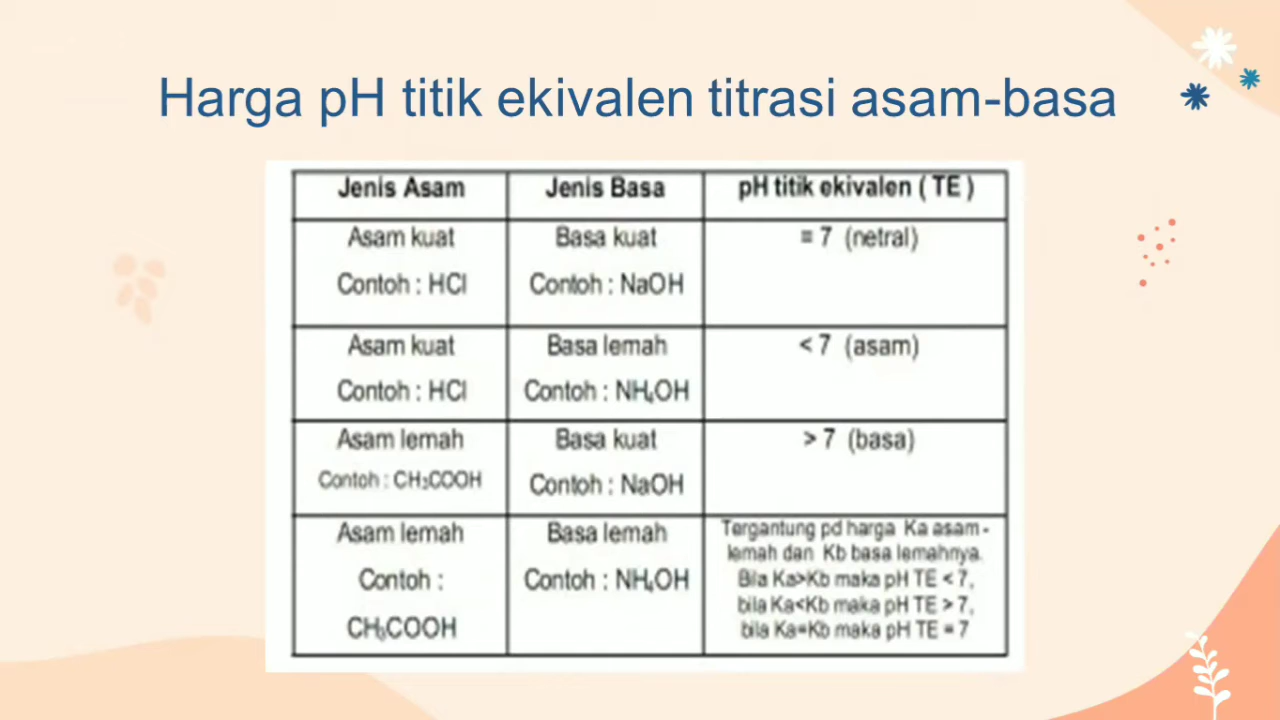 Harga pH titik ekivalen titrasi asam-basa
Jenis Asam Jenis Basa pH titik ekivalen ( TE )
Asam kuat Basa kuat = 7 (netral)
Contoh : HCl Contoh : NaOH
Asam kuat Basa lemah < 7 (asam)
Contoh : HCl Contoh : NH₄OH
Asam lemah Basa kuat > 7 (basa)
Contoh : CH₃COOH Contoh : NaOH
Asam lemah Basa lemah Tergantung pd harga Ka asam-
lemah dan Kb basa lemahnya.
Contoh : Contoh : NH₄OH Bila Ka>Kb maka pH TE < 7,
bila Ka<Kb maka pH TE > 7,
CH₃COOH bila Ka=Kb maka pH TE = 7